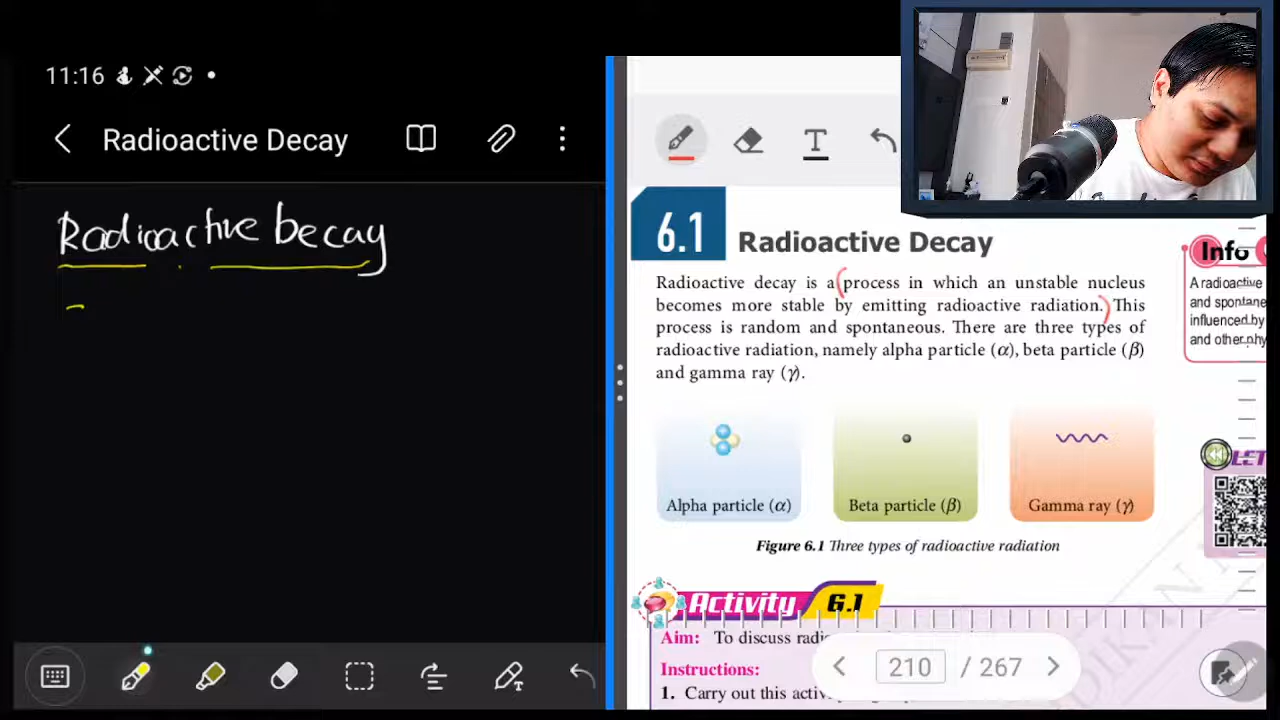 11:16
Radioactive Decay
Radioactive Decay
6.1
Radioactive Decay
Radioactive decay is a process in which an unstable nucleus
becomes more stable by emitting radioactive radiation. This
process is random and spontaneous. There are three types of
radioactive radiation, namely alpha particle (α), beta particle (β)
and gamma ray (γ).
Info
A radioactive
and spontane
influenced by
and other phy
Alpha particle (α)
Beta particle (β)
Gamma ray (γ)
Figure 6.1 Three types of radioactive radiation
LET
Activity 6.1
Aim: To discuss radi
Instructions:
1. Carry out this activ
210 / 267